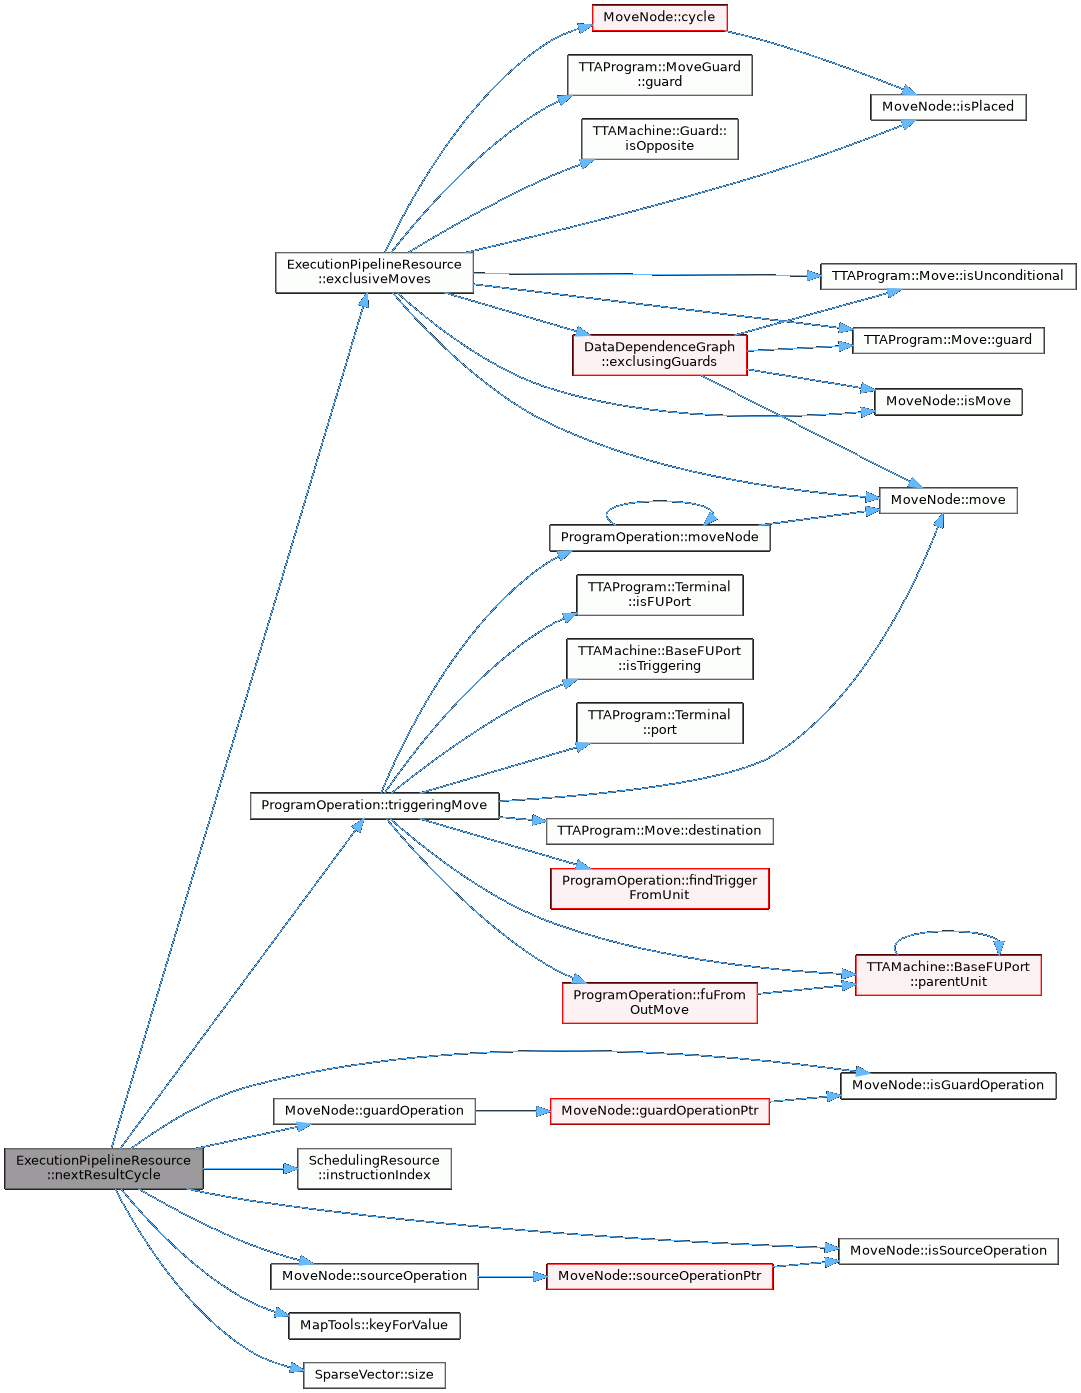 MoveNode::cycle
TTAProgram::MoveGuard
::guard
MoveNode::isPlaced
TTAMachine::Guard::
isOpposite
ExecutionPipelineResource
::exclusiveMoves
TTAProgram::Move::isUnconditional
TTAProgram::Move::guard
DataDependenceGraph
::exclusingGuards
MoveNode::isMove
MoveNode::move
ProgramOperation::moveNode
TTAProgram::Terminal
::isFUPort
TTAMachine::BaseFUPort
::isTriggering
TTAProgram::Terminal
::port
ProgramOperation::triggeringMove
TTAProgram::Move::destination
ProgramOperation::findTrigger
FromUnit
TTAMachine::BaseFUPort
::parentUnit
ProgramOperation::fuFrom
OutMove
MoveNode::isGuardOperation
MoveNode::guardOperation
MoveNode::guardOperationPtr
ExecutionPipelineResource
::nextResultCycle
SchedulingResource
::instructionIndex
MoveNode::isSourceOperation
MoveNode::sourceOperation
MoveNode::sourceOperationPtr
MapTools::keyForValue
SparseVector::size